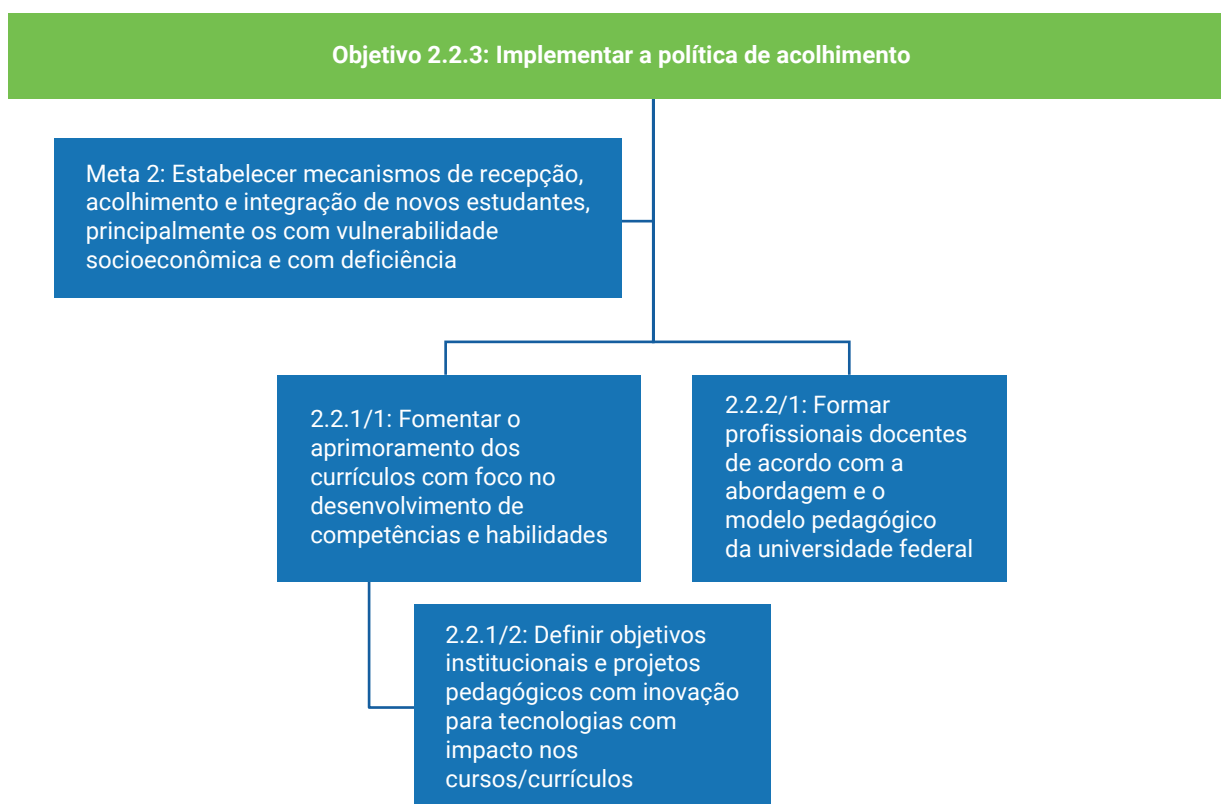 Objetivo 2.2.3: Implementar a política de acolhimento
Meta 2: Estabelecer mecanismos de recepção,
acolhimento e integração de novos estudantes,
principalmente os com vulnerabilidade
socioeconômica e com deficiência
2.2.1/1: Fomentar o
aprimoramento dos
currículos com foco no
desenvolvimento de
competências e habilidades
2.2.2/1: Formar
profissionais docentes
de acordo com a
abordagem e o
modelo pedagógico
da universidade federal
2.2.1/2: Definir objetivos
institucionais e projetos
pedagógicos com inovação
para tecnologias com
impacto nos
cursos/currículos